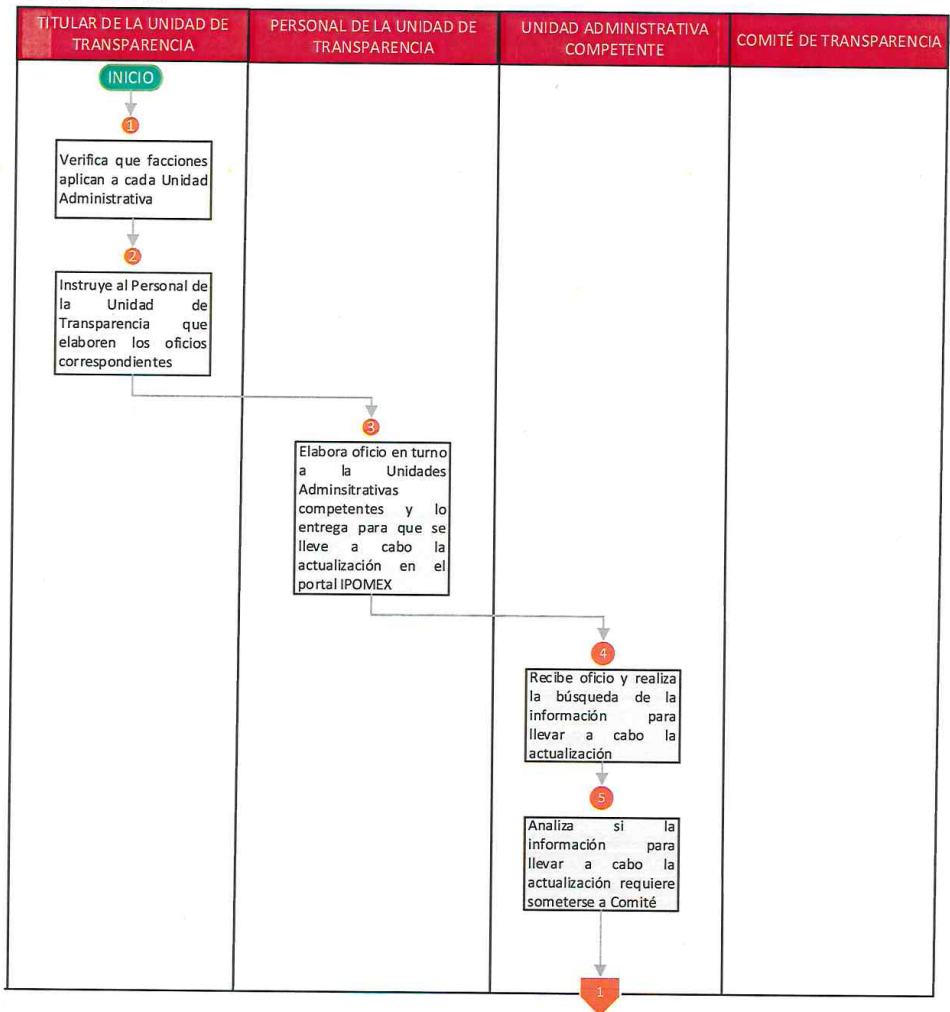 TITULAR DE LA UNIDAD DE
TRANSPARENCIA
PERSONAL DE LA UNIDAD DE
TRANSPARENCIA
UNIDAD ADMINISTRATIVA
COMPETENTE
COMITÉ DE TRANSPARENCIA
INICIO
1
Verifica que facciones
aplican a cada Unidad
Administrativa
2
Instruye al Personal de
la Unidad de
Transparencia que
elaboren los oficios
correspondientes
3
Elabora oficio en turno
a la Unidades
Adminsitrativas
competentes y lo
entrega para que se
lleve a cabo la
actualización en el
portal IPOMEX
4
Recibe oficio y realiza
la búsqueda de la
información para
llevar a cabo la
actualización
5
Analiza si la
información para
llevar a cabo la
actualización requiere
someterse a Comité
1